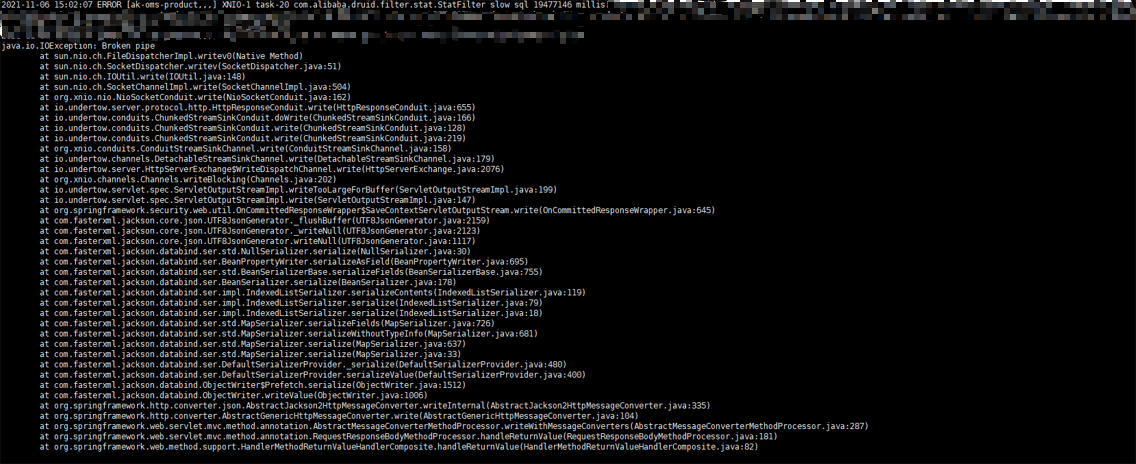 2021-11-06 15:02:07 ERROR [ak-oms-product,,,] XNIO-1 task-20 com.alibaba.druid.filter.stat.StatFilter slow sql 19477146 millis
java.io.IOException: Broken pipe
at sun.nio.ch.FileDispatcherImpl.writev0(Native Method)
at sun.nio.ch.SocketDispatcher.writev(SocketDispatcher.java:51)
at sun.nio.ch.IOUtil.write(IOUtil.java:148)
at sun.nio.ch.SocketChannelImpl.write(SocketChannelImpl.java:504)
at org.xnio.nio.NioSocketConduit.write(NioSocketConduit.java:162)
at io.undertow.server.protocol.http.HttpResponseConduit.write(HttpResponseConduit.java:655)
at io.undertow.conduits.ChunkedStreamSinkConduit.doWrite(ChunkedStreamSinkConduit.java:166)
at io.undertow.conduits.ChunkedStreamSinkConduit.write(ChunkedStreamSinkConduit.java:128)
at io.undertow.conduits.ChunkedStreamSinkConduit.write(ChunkedStreamSinkConduit.java:219)
at org.xnio.conduits.ConduitStreamSinkChannel.write(ConduitStreamSinkChannel.java:158)
at io.undertow.channels.DetachableStreamSinkChannel.write(DetachableStreamSinkChannel.java:179)
at io.undertow.server.HttpServerExchange$WriteDispatchChannel.write(HttpServerExchange.java:2076)
at org.xnio.channels.Channels.writeBlocking(Channels.java:202)
at io.undertow.servlet.spec.ServletOutputStreamImpl.writeTooLargeForBuffer(ServletOutputStreamImpl.java:199)
at io.undertow.servlet.spec.ServletOutputStreamImpl.write(ServletOutputStreamImpl.java:147)
at org.springframework.security.web.util.OnCommittedResponseWrapper$SaveContextServletOutputStream.write(OnCommittedResponseWrapper.java:645)
at com.fasterxml.jackson.core.json.UTF8JsonGenerator._flushBuffer(UTF8JsonGenerator.java:2159)
at com.fasterxml.jackson.core.json.UTF8JsonGenerator._writeNull(UTF8JsonGenerator.java:2123)
at com.fasterxml.jackson.core.json.UTF8JsonGenerator.writeNull(UTF8JsonGenerator.java:1117)
at com.fasterxml.jackson.databind.ser.std.NullSerializer.serialize(NullSerializer.java:30)
at com.fasterxml.jackson.databind.ser.BeanPropertyWriter.serializeAsField(BeanPropertyWriter.java:695)
at com.fasterxml.jackson.databind.ser.std.BeanSerializerBase.serializeFields(BeanSerializerBase.java:755)
at com.fasterxml.jackson.databind.ser.BeanSerializer.serialize(BeanSerializer.java:178)
at com.fasterxml.jackson.databind.ser.impl.IndexedListSerializer.serializeContents(IndexedListSerializer.java:119)
at com.fasterxml.jackson.databind.ser.impl.IndexedListSerializer.serialize(IndexedListSerializer.java:79)
at com.fasterxml.jackson.databind.ser.impl.IndexedListSerializer.serialize(IndexedListSerializer.java:18)
at com.fasterxml.jackson.databind.ser.std.MapSerializer.serializeFields(MapSerializer.java:726)
at com.fasterxml.jackson.databind.ser.std.MapSerializer.serializeWithoutTypeInfo(MapSerializer.java:681)
at com.fasterxml.jackson.databind.ser.std.MapSerializer.serialize(MapSerializer.java:637)
at com.fasterxml.jackson.databind.ser.std.MapSerializer.serialize(MapSerializer.java:33)
at com.fasterxml.jackson.databind.ser.DefaultSerializerProvider._serialize(DefaultSerializerProvider.java:480)
at com.fasterxml.jackson.databind.ser.DefaultSerializerProvider.serializeValue(DefaultSerializerProvider.java:400)
at com.fasterxml.jackson.databind.ObjectWriter$Prefetch.serialize(ObjectWriter.java:1512)
at com.fasterxml.jackson.databind.ObjectWriter.writeValue(ObjectWriter.java:1006)
at org.springframework.http.converter.json.AbstractJackson2HttpMessageConverter.writeInternal(AbstractJackson2HttpMessageConverter.java:335)
at org.springframework.http.converter.AbstractGenericHttpMessageConverter.write(AbstractGenericHttpMessageConverter.java:104)
at org.springframework.web.servlet.mvc.method.annotation.AbstractMessageConverterMethodProcessor.writeWithMessageConverters(AbstractMessageConverterMethodProcessor.java:287)
at org.springframework.web.servlet.mvc.method.annotation.RequestResponseBodyMethodProcessor.handleReturnValue(RequestResponseBodyMethodProcessor.java:181)
at org.springframework.web.method.support.HandlerMethodReturnValueHandlerComposite.handleReturnValue(HandlerMethodReturnValueHandlerComposite.java:82)